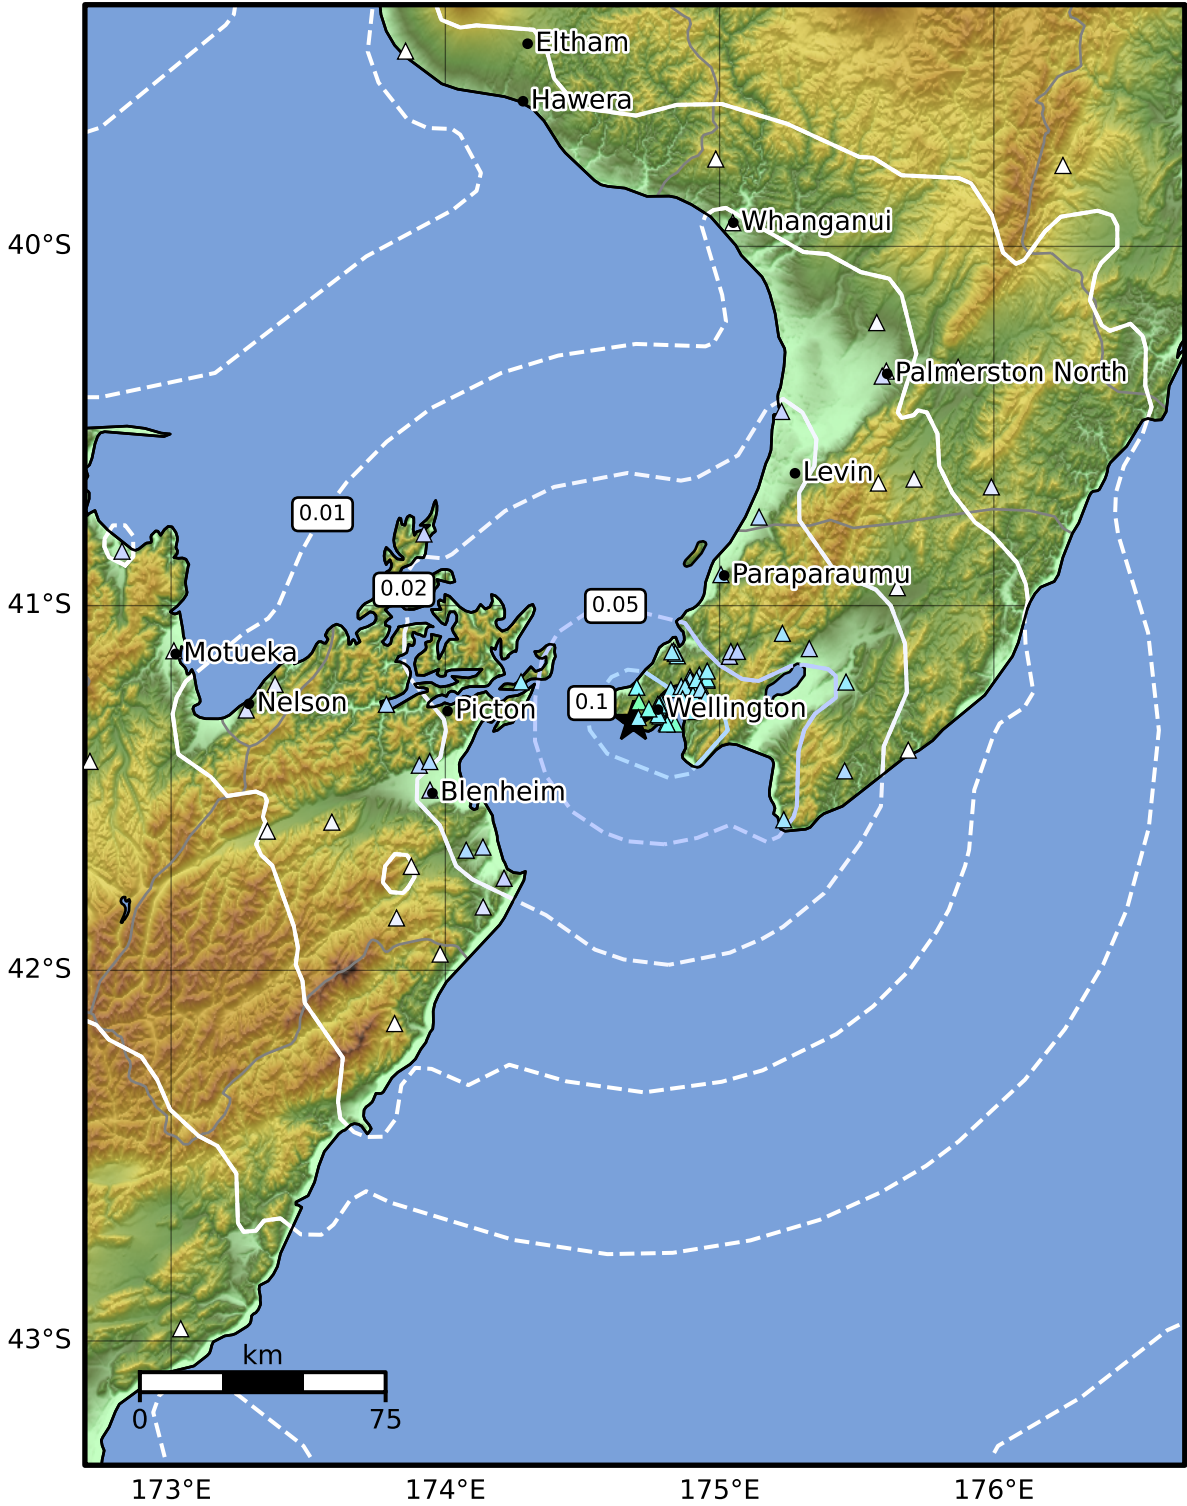 Eltham
Hawera
Whanganui
40°S
Palmerston North
Levin
0.01
Paraparaumu
0.02
41°S
0.05
Motueka
Nelson
0.1
Picton
Wellington
Blenheim
42°S
43°S
km
0 75
173°E 174°E 175°E 176°E